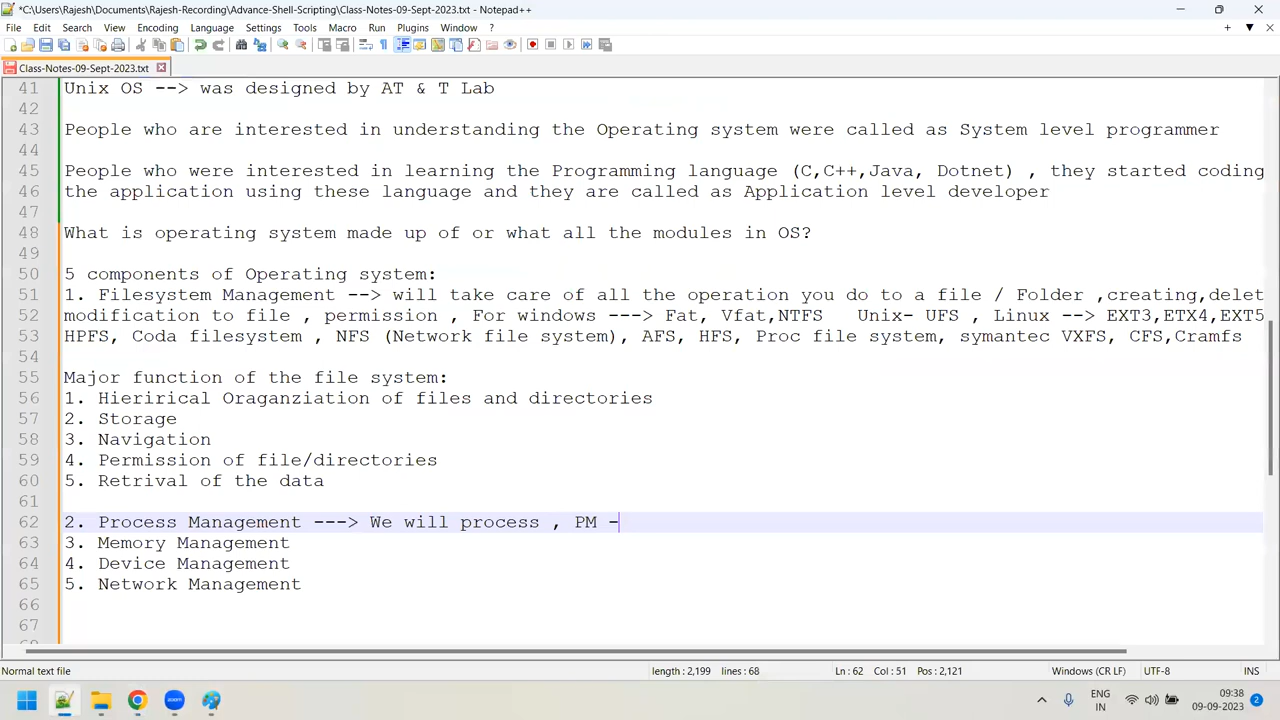 *C:\Users\Rajesh\Documents\Rajesh-Recording\Advance-Shell-Scripting\Class-Notes-09-Sept-2023.txt - Notepad++
File Edit Search View Encoding Language Settings Tools Macro Run Plugins Window ?
Class-Notes-09-Sept-2023.txt
41 Unix OS --> was designed by AT & T Lab
42
43 People who are interested in understanding the Operating system were called as System level programmer
44
45 People who were interested in learning the Programming language (C,C++,Java, Dotnet) , they started coding
46 the application using these language and they are called as Application level developer
47
48 What is operating system made up of or what all the modules in OS?
49
50 5 components of Operating system:
51 1. Filesystem Management --> will take care of all the operation you do to a file / Folder ,creating,delet
52 modification to file , permission , For windows ---> Fat, Vfat,NTFS   Unix- UFS , Linux --> EXT3,ETX4,EXT5
53 HPFS, Coda filesystem , NFS (Network file system), AFS, HFS, Proc file system, symantec VXFS, CFS,Cramfs
54
55 Major function of the file system:
56 1. Hierirical Oraganziation of files and directories
57 2. Storage
58 3. Navigation
59 4. Permission of file/directories
60 5. Retrival of the data
61
62 2. Process Management ---> We will process , PM -
63 3. Memory Management
64 4. Device Management
65 5. Network Management
66
67
Normal text file length : 2,199 lines : 68 Ln : 62 Col : 51 Pos : 2,121 Windows (CR LF) UTF-8 INS
zoom ENG 09:38
IN 09-09-2023 2